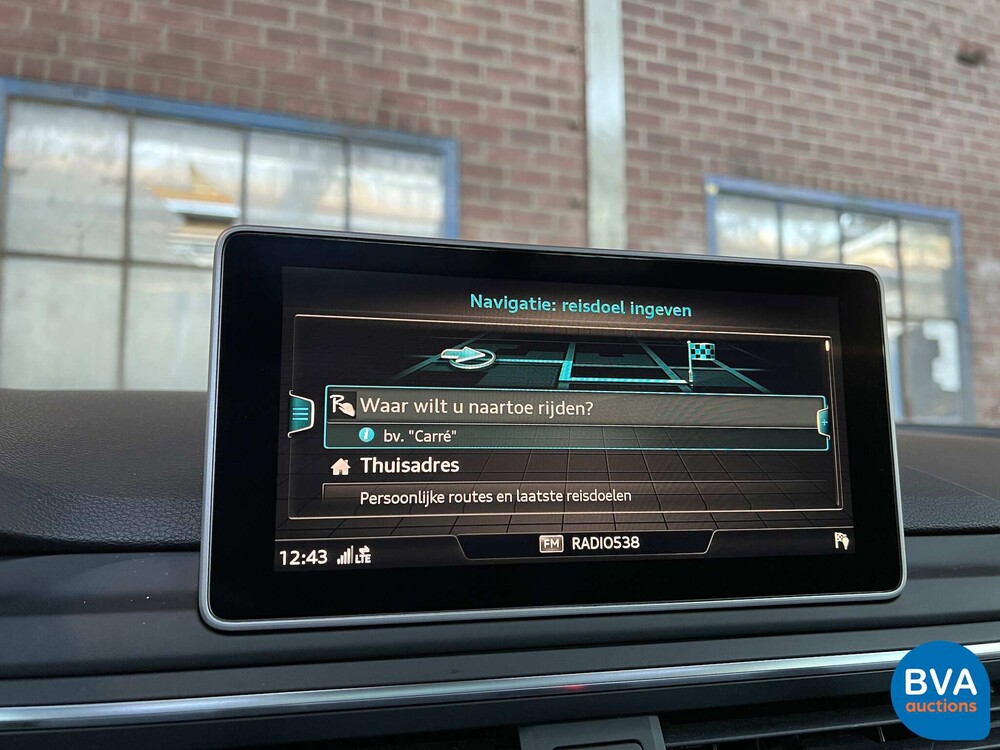 Navigatie: reisdoel ingeven
Waar wilt u naartoe rijden?
i bv. "Carré"
Thuisadres
Persoonlijke routes en laatste reisdoelen
12:43 LTE
FM RADIO538
BVA
auctions